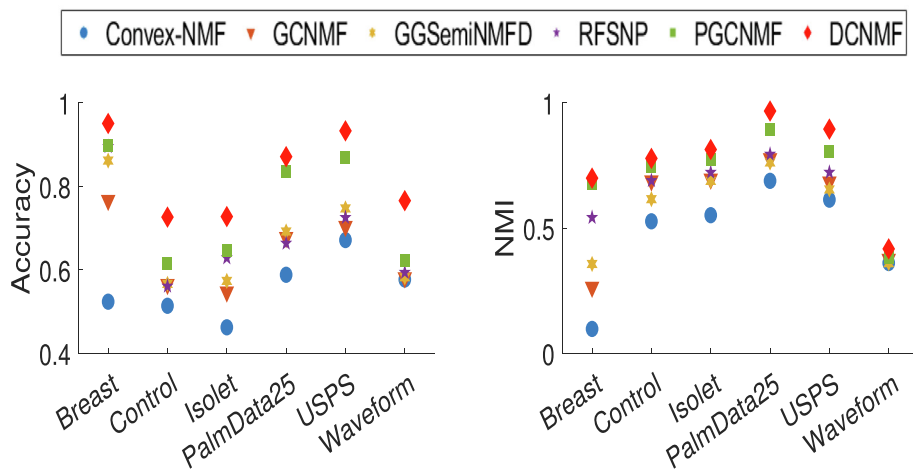 Convex-NMF GCNMF GGSemiNMFD RFSNP PGCNMF DCNMF
Accuracy
1
0.8
0.6
0.4
Breast
Control
Isolet
PalmData25
USPS
Waveform
NMI
1
0.5
0
Breast
Control
Isolet
PalmData25
USPS
Waveform